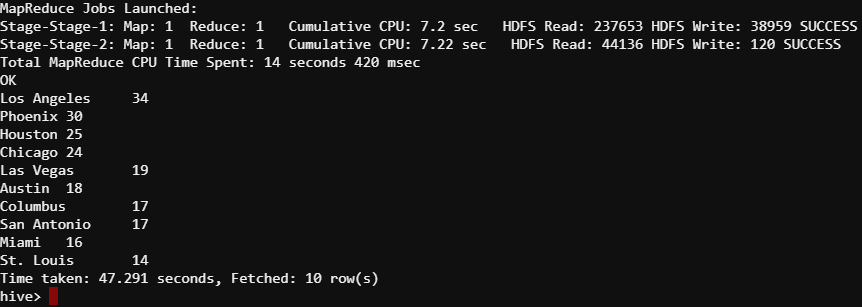 MapReduce Jobs Launched:
Stage-Stage-1: Map: 1  Reduce: 1   Cumulative CPU: 7.2 sec   HDFS Read: 237653 HDFS Write: 38959 SUCCESS
Stage-Stage-2: Map: 1  Reduce: 1   Cumulative CPU: 7.22 sec   HDFS Read: 44136 HDFS Write: 120 SUCCESS
Total MapReduce CPU Time Spent: 14 seconds 420 msec
OK
Los Angeles     34
Phoenix 30
Houston 25
Chicago 24
Las Vegas       19
Austin  18
Columbus        17
San Antonio     17
Miami   16
St. Louis       14
Time taken: 47.291 seconds, Fetched: 10 row(s)
hive>